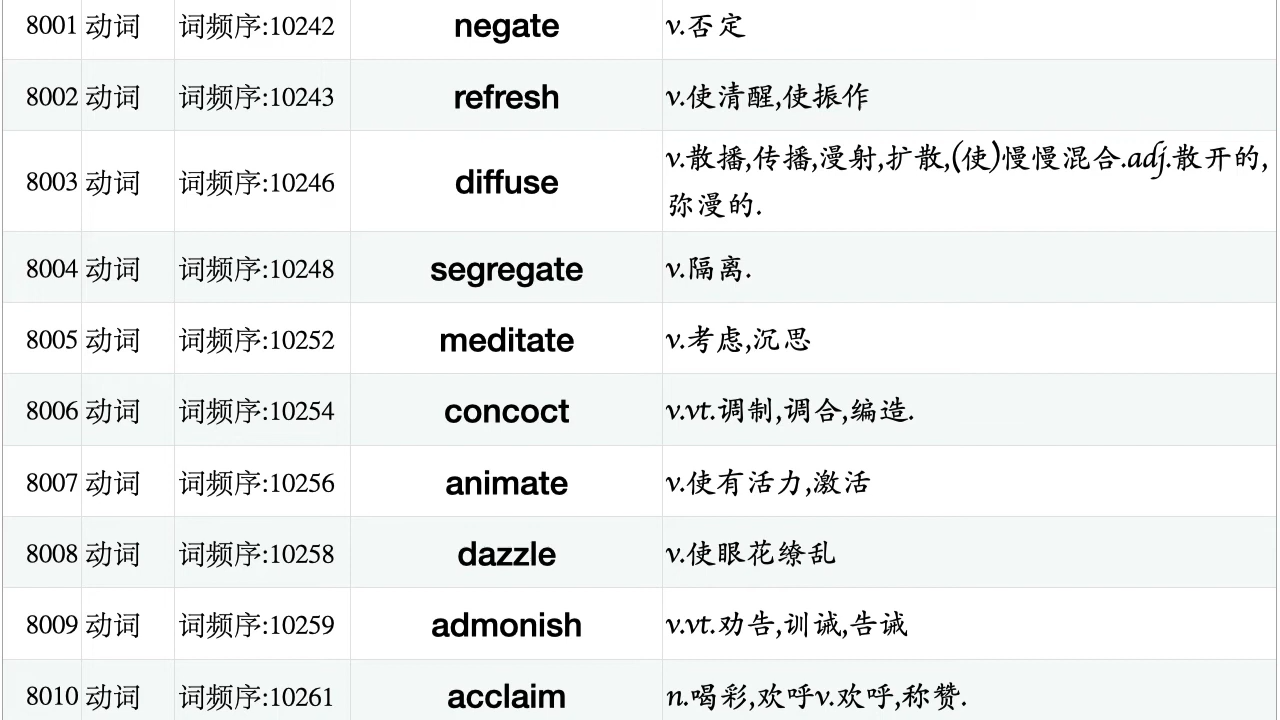 8001 动词 词频序:10242 negate v.否定
8002 动词 词频序:10243 refresh v.使清醒,使振作
8003 动词 词频序:10246 diffuse v.散播,传播,漫射,扩散,(使)慢慢混合.adj.散开的,
弥漫的.
8004 动词 词频序:10248 segregate v.隔离.
8005 动词 词频序:10252 meditate v.考虑,沉思
8006 动词 词频序:10254 concoct v.vt.调制,调合,编造.
8007 动词 词频序:10256 animate v.使有活力,激活
8008 动词 词频序:10258 dazzle v.使眼花缭乱
8009 动词 词频序:10259 admonish v.vt.劝告,训诫,告诫
8010 动词 词频序:10261 acclaim n.喝彩,欢呼v.欢呼,称赞.